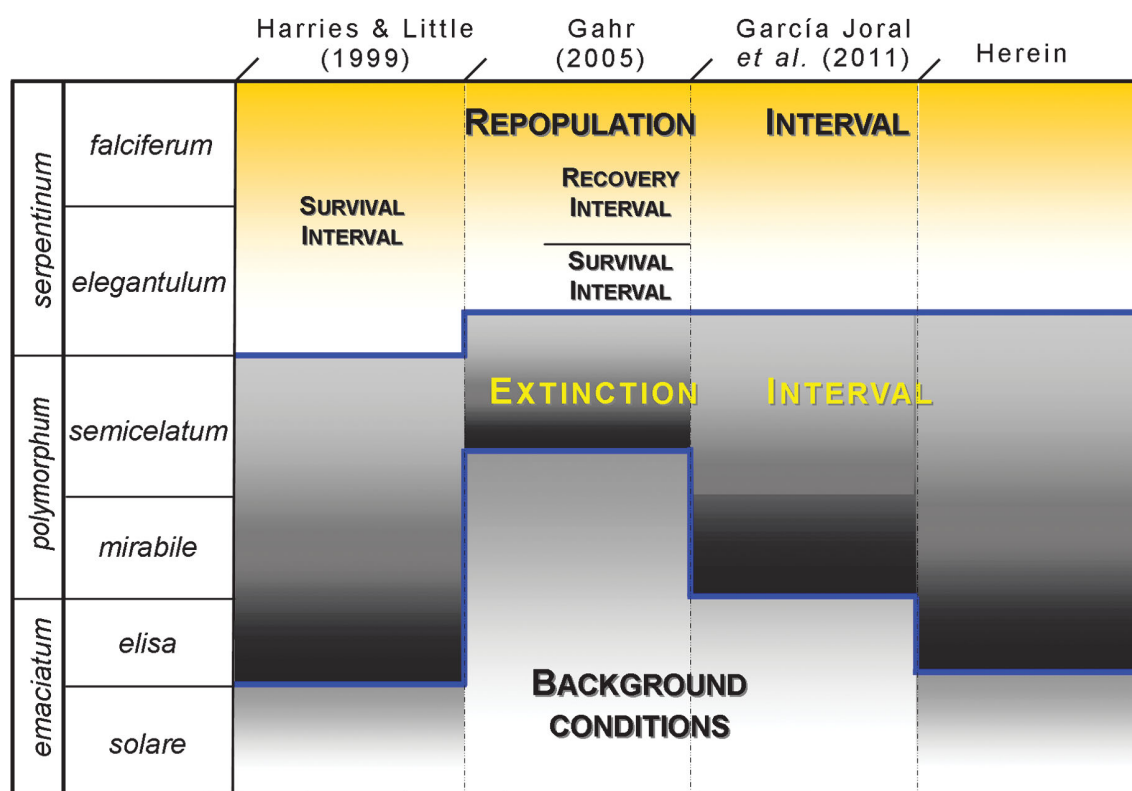 Harries & Little
(1999)
Gahr
(2005)
García Joral
et al. (2011)
Herein
serpentinum
falciferum
elegantulum
polymorphum
semicelatum
mirabile
emaciatum
elisa
solare
REPOPULATION INTERVAL
SURVIVAL
INTERVAL
RECOVERY
INTERVAL
SURVIVAL
INTERVAL
EXTINCTION INTERVAL
BACKGROUND
CONDITIONS